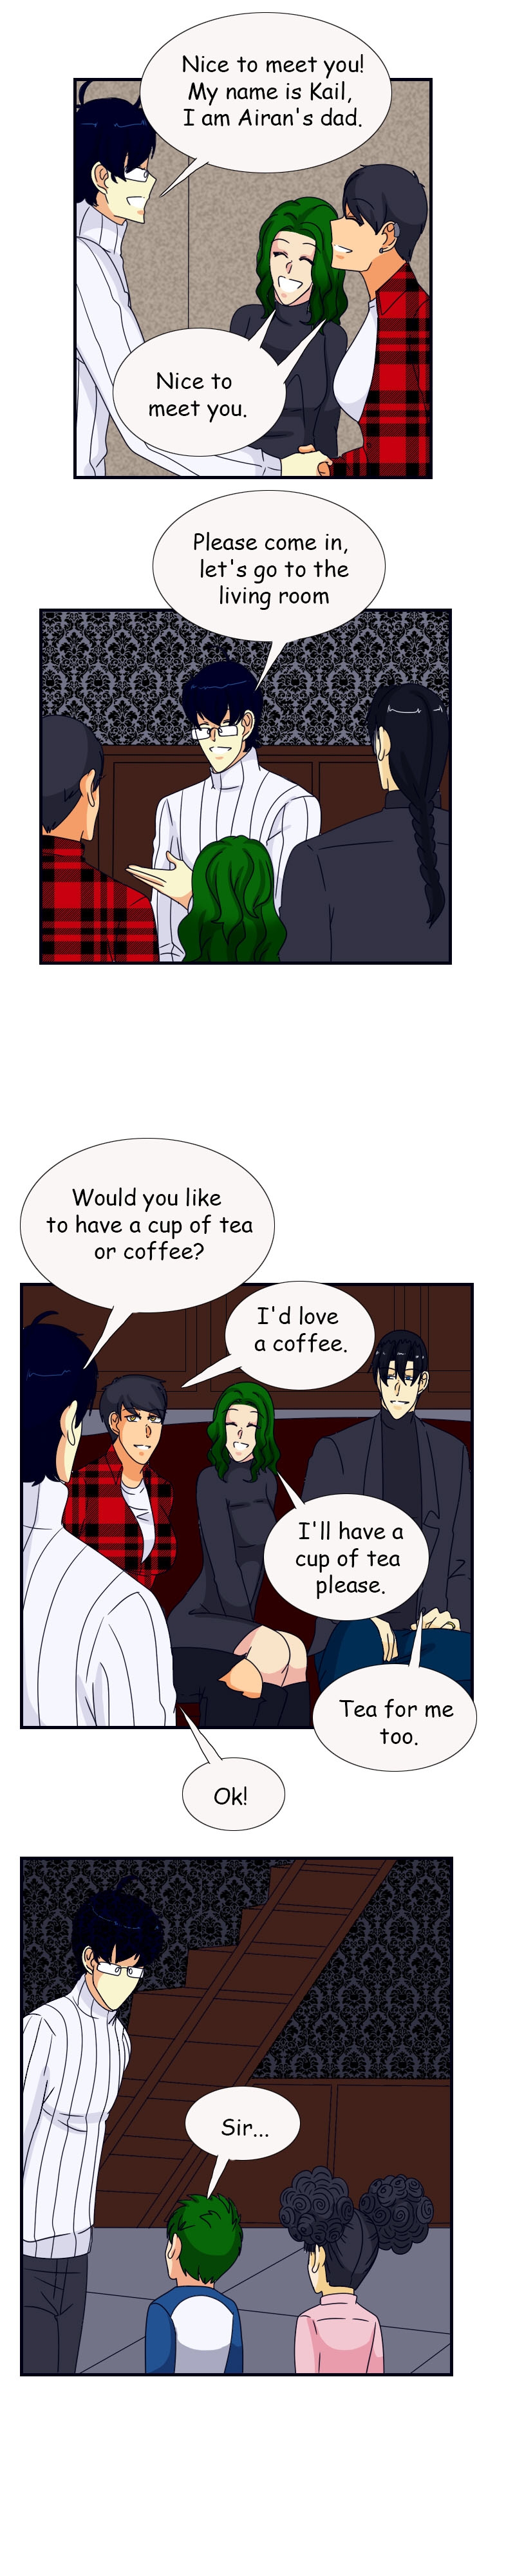 Nice to meet you!
My name is Kail,
I am Airan's dad.
Nice to
meet you.
Please come in,
let's go to the
living room
Would you like
to have a cup of tea
or coffee?
I'd love
a coffee.
I'll have a
cup of tea
please.
Tea for me
too.
Ok!
Sir...